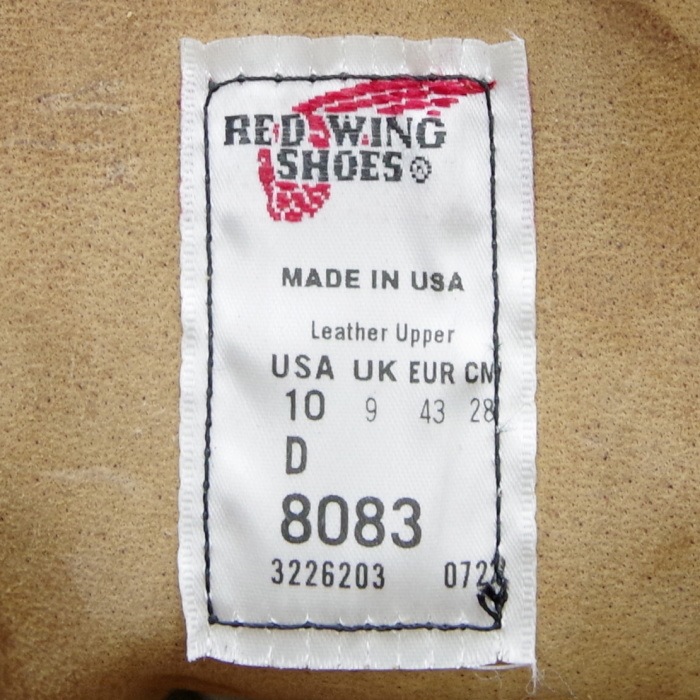 RED WING
SHOES®
MADE IN USA
Leather Upper
USA UK EUR CM
10 9 43 28
D
8083
3226203